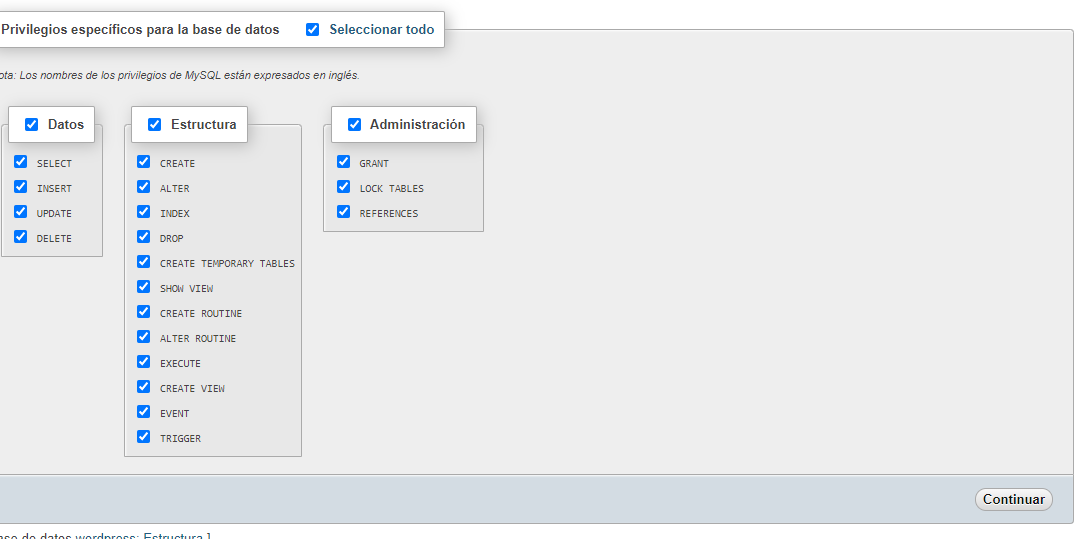 Privilegios específicos para la base de datos Seleccionar todo
ota: Los nombres de los privilegios de MySQL están expresados en inglés.
Datos
SELECT
INSERT
UPDATE
DELETE
Estructura
CREATE
ALTER
INDEX
DROP
CREATE TEMPORARY TABLES
SHOW VIEW
CREATE ROUTINE
ALTER ROUTINE
EXECUTE
CREATE VIEW
EVENT
TRIGGER
Administración
GRANT
LOCK TABLES
REFERENCES
Continuar
ase de datos wordpress: Estructura ]